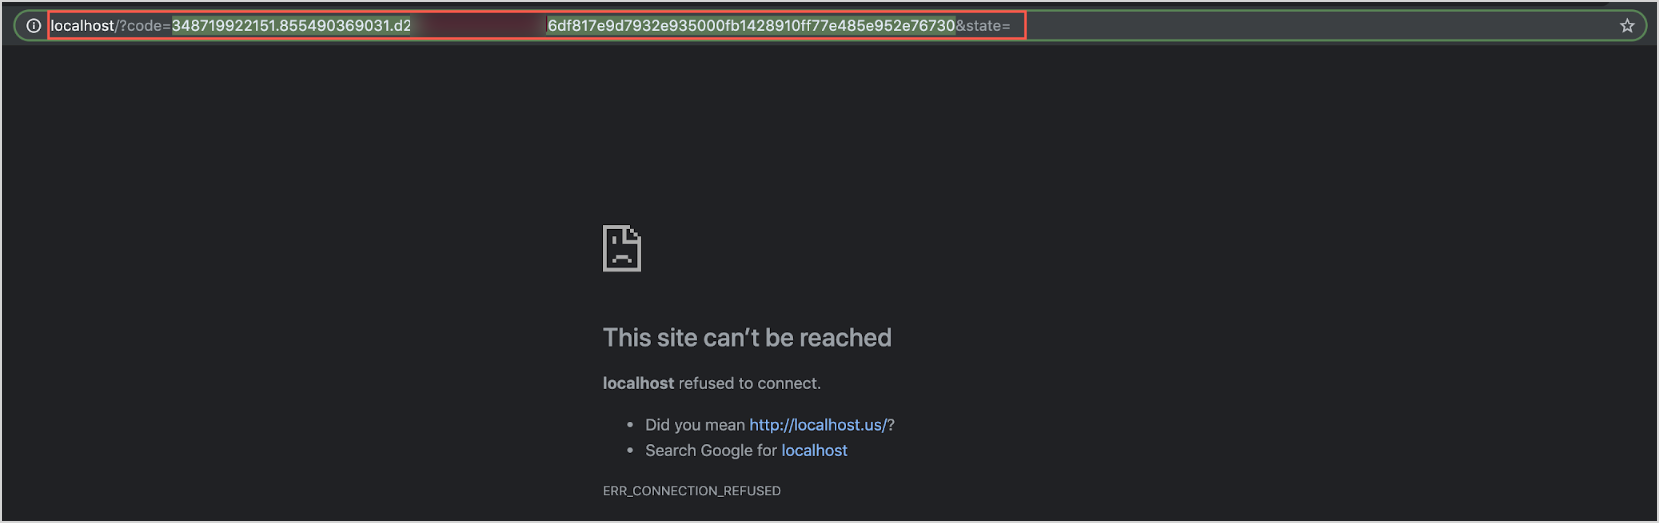 localhost/?code=348719922151.855490369031.d2 6df817e9d7932e935000fb1428910ff77e485e952e76730&state=
This site can’t be reached
localhost refused to connect.
• Did you mean http://localhost.us/?
• Search Google for localhost
ERR_CONNECTION_REFUSED